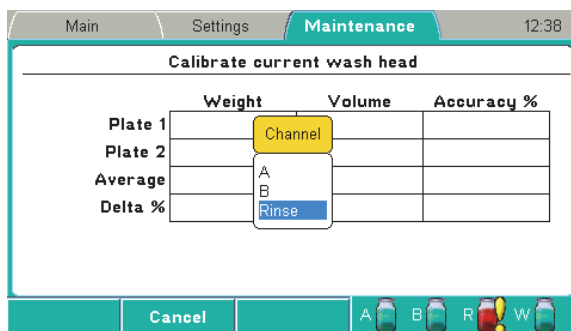 Main Settings Maintenance 12:38
Calibrate current wash head
Weight Volume Accuracy %
Plate 1
Channel
Plate 2
A
Average
B
Rinse
Delta %
Cancel A B R W